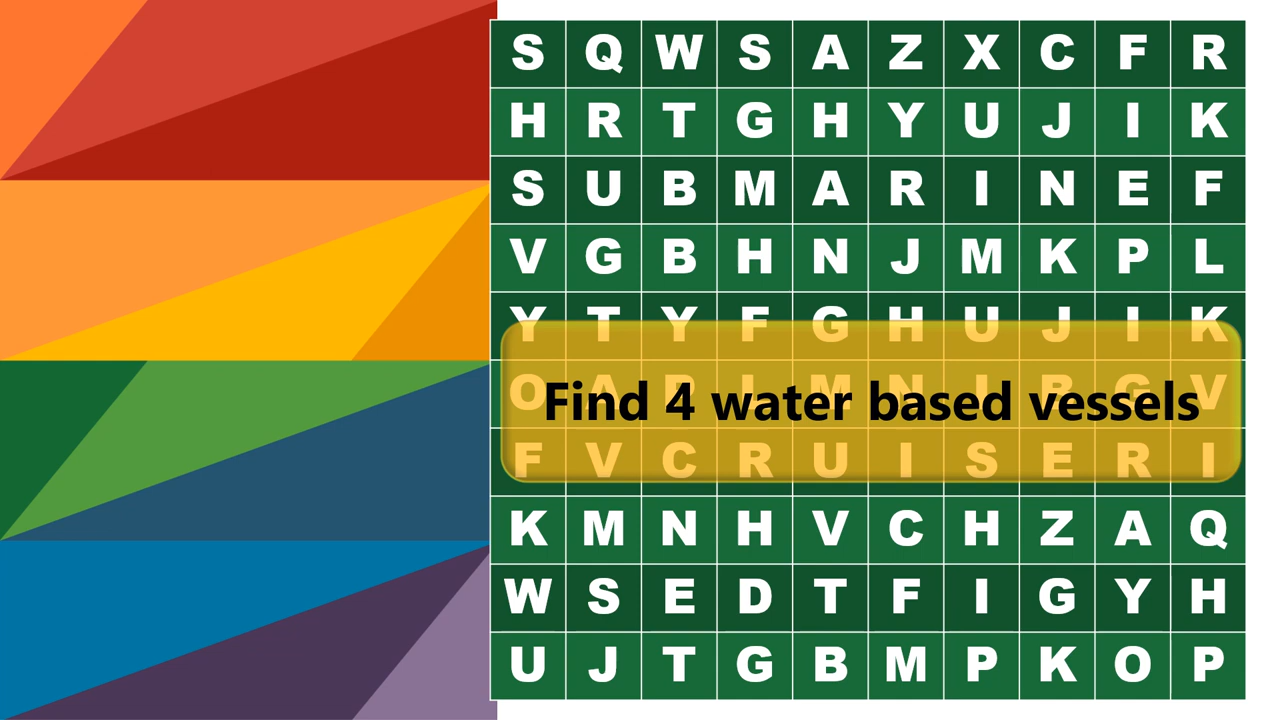 S Q W S A Z X C F R
H R T G H Y U J I K
S U B M A R I N E F
V G B H N J M K P L
Y T Y F G H U J I K
Find 4 water based vessels
F V C R U I S E R I
K M N H V C H Z A Q
W S E D T F I G Y H
U J T G B M P K O P